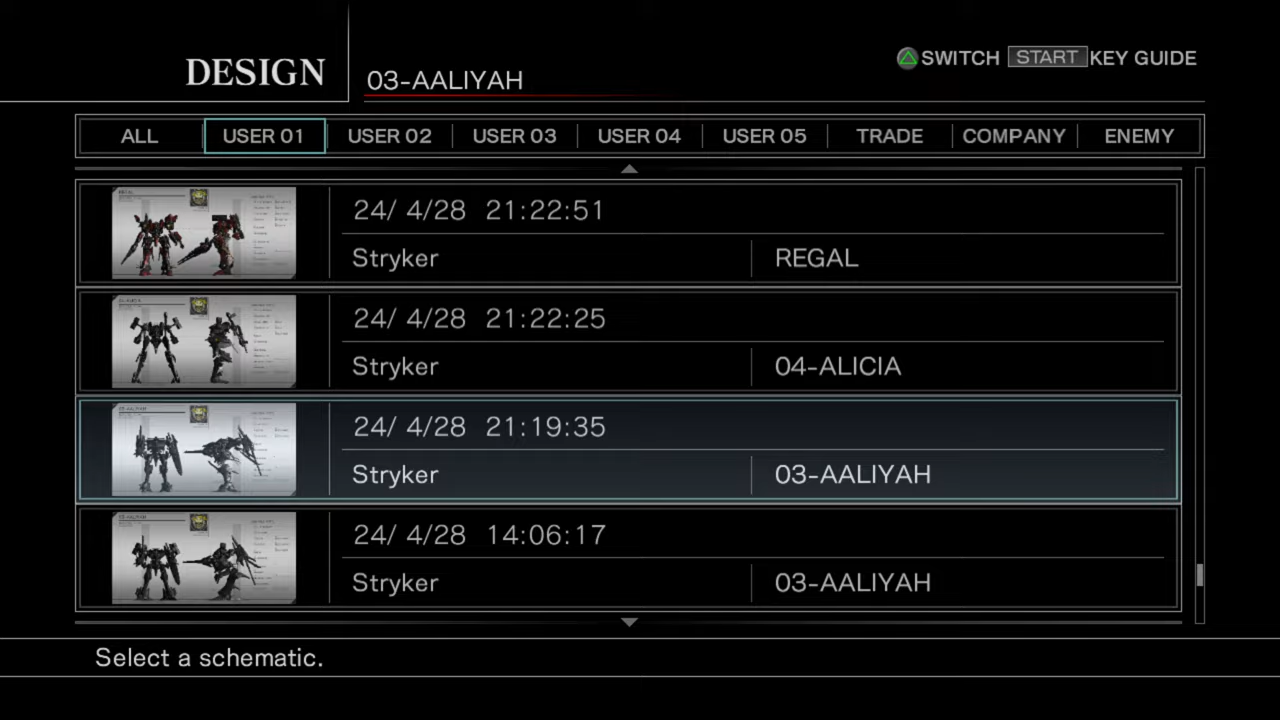 DESIGN
03-AALIYAH
SWITCH START KEY GUIDE
ALL USER 01 USER 02 USER 03 USER 04 USER 05 TRADE COMPANY ENEMY
24/ 4/28 21:22:51
Stryker REGAL
24/ 4/28 21:22:25
Stryker 04-ALICIA
24/ 4/28 21:19:35
Stryker 03-AALIYAH
24/ 4/28 14:06:17
Stryker 03-AALIYAH
Select a schematic.